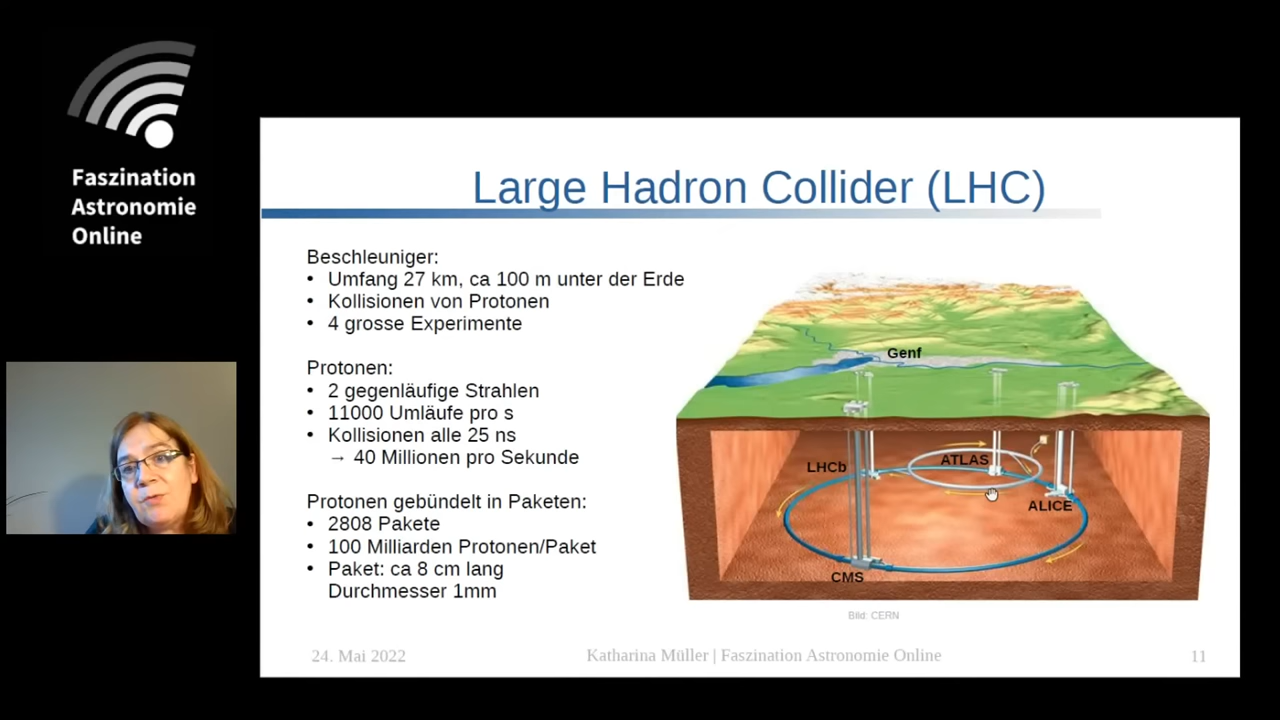 Faszination
Astronomie
Online
Large Hadron Collider (LHC)
Beschleuniger:
• Umfang 27 km, ca 100 m unter der Erde
• Kollisionen von Protonen
• 4 grosse Experimente
Protonen:
• 2 gegenläufige Strahlen
• 11000 Umläufe pro s
• Kollisionen alle 25 ns
→ 40 Millionen pro Sekunde
Protonen gebündelt in Paketen:
• 2808 Pakete
• 100 Milliarden Protonen/Paket
• Paket: ca 8 cm lang
Durchmesser 1mm
Genf
LHCb
ATLAS
ALICE
CMS
Bild: CERN
24. Mai 2022
Katharina Müller | Faszination Astronomie Online
11